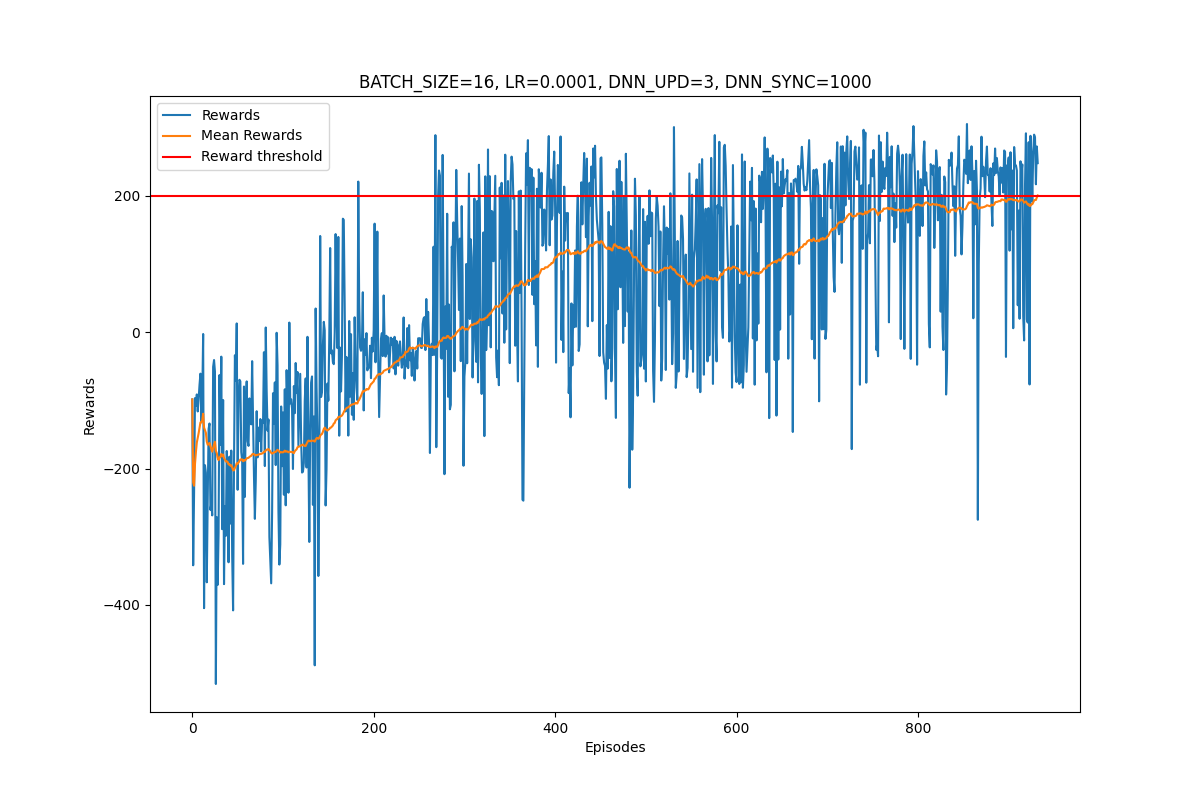 BATCH_SIZE=16, LR=0.0001, DNN_UPD=3, DNN_SYNC=1000
Rewards
Mean Rewards
Reward threshold
200
0
−200
−400
Rewards
0
200
400
600
800
Episodes